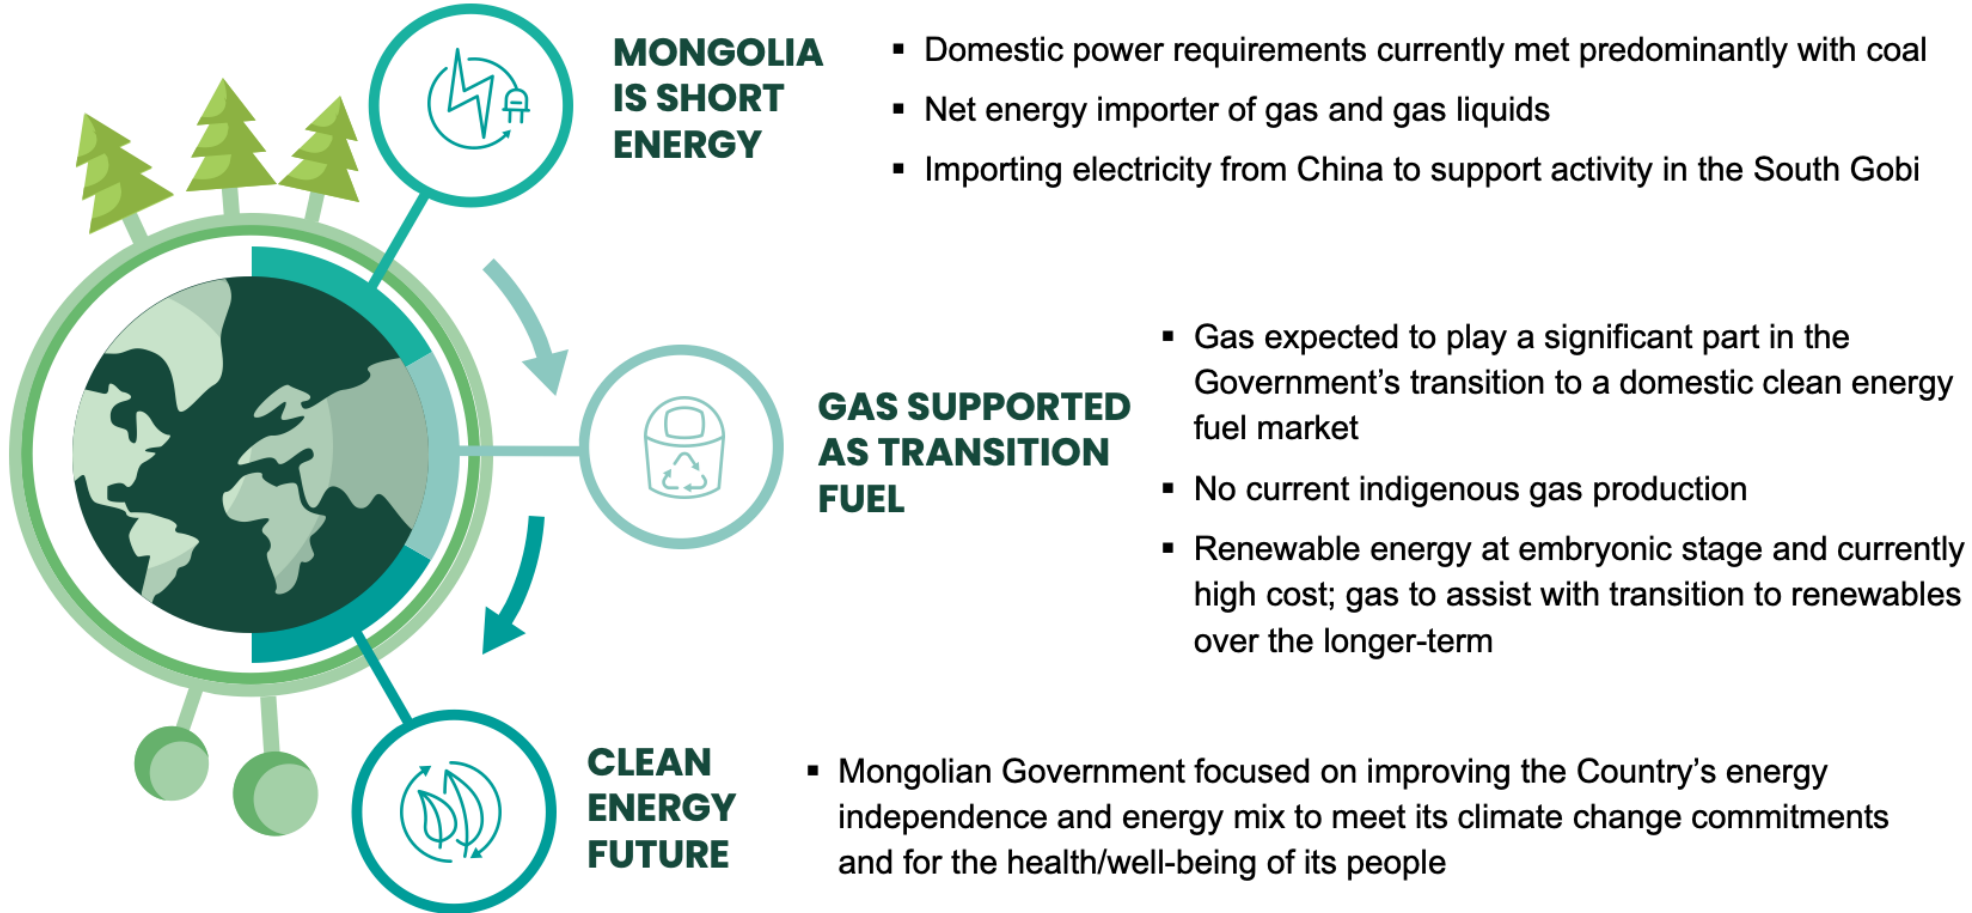 MONGOLIA
IS SHORT
ENERGY
▪ Domestic power requirements currently met predominantly with coal
▪ Net energy importer of gas and gas liquids
▪ Importing electricity from China to support activity in the South Gobi
GAS SUPPORTED
AS TRANSITION
FUEL
▪ Gas expected to play a significant part in the
Government’s transition to a domestic clean energy
fuel market
▪ No current indigenous gas production
▪ Renewable energy at embryonic stage and currently
high cost; gas to assist with transition to renewables
over the longer-term
CLEAN
ENERGY
FUTURE
▪ Mongolian Government focused on improving the Country’s energy
independence and energy mix to meet its climate change commitments
and for the health/well-being of its people